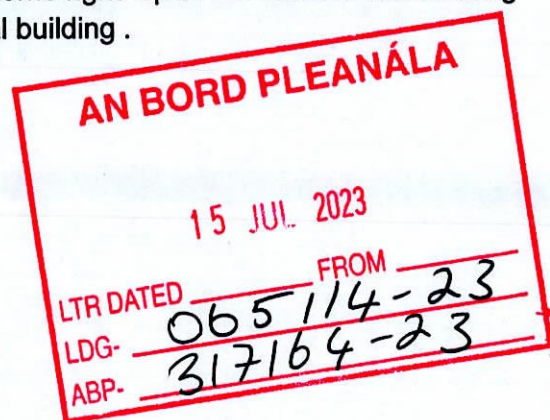 l building .
AN BORD PLEANÁLA
15 JUL 2023
LTR DATED FROM
LDG- 065114-23
ABP- 317164-23